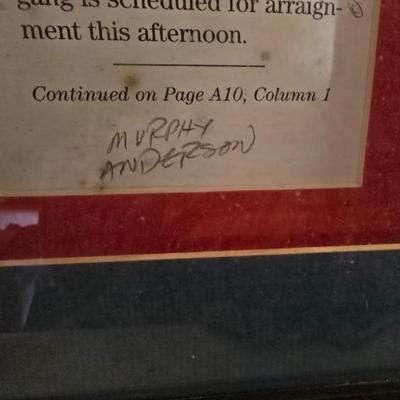 gang is scheduled for arraign-
ment this afternoon.
Continued on Page A10, Column 1
MURPHY
ANDERSON